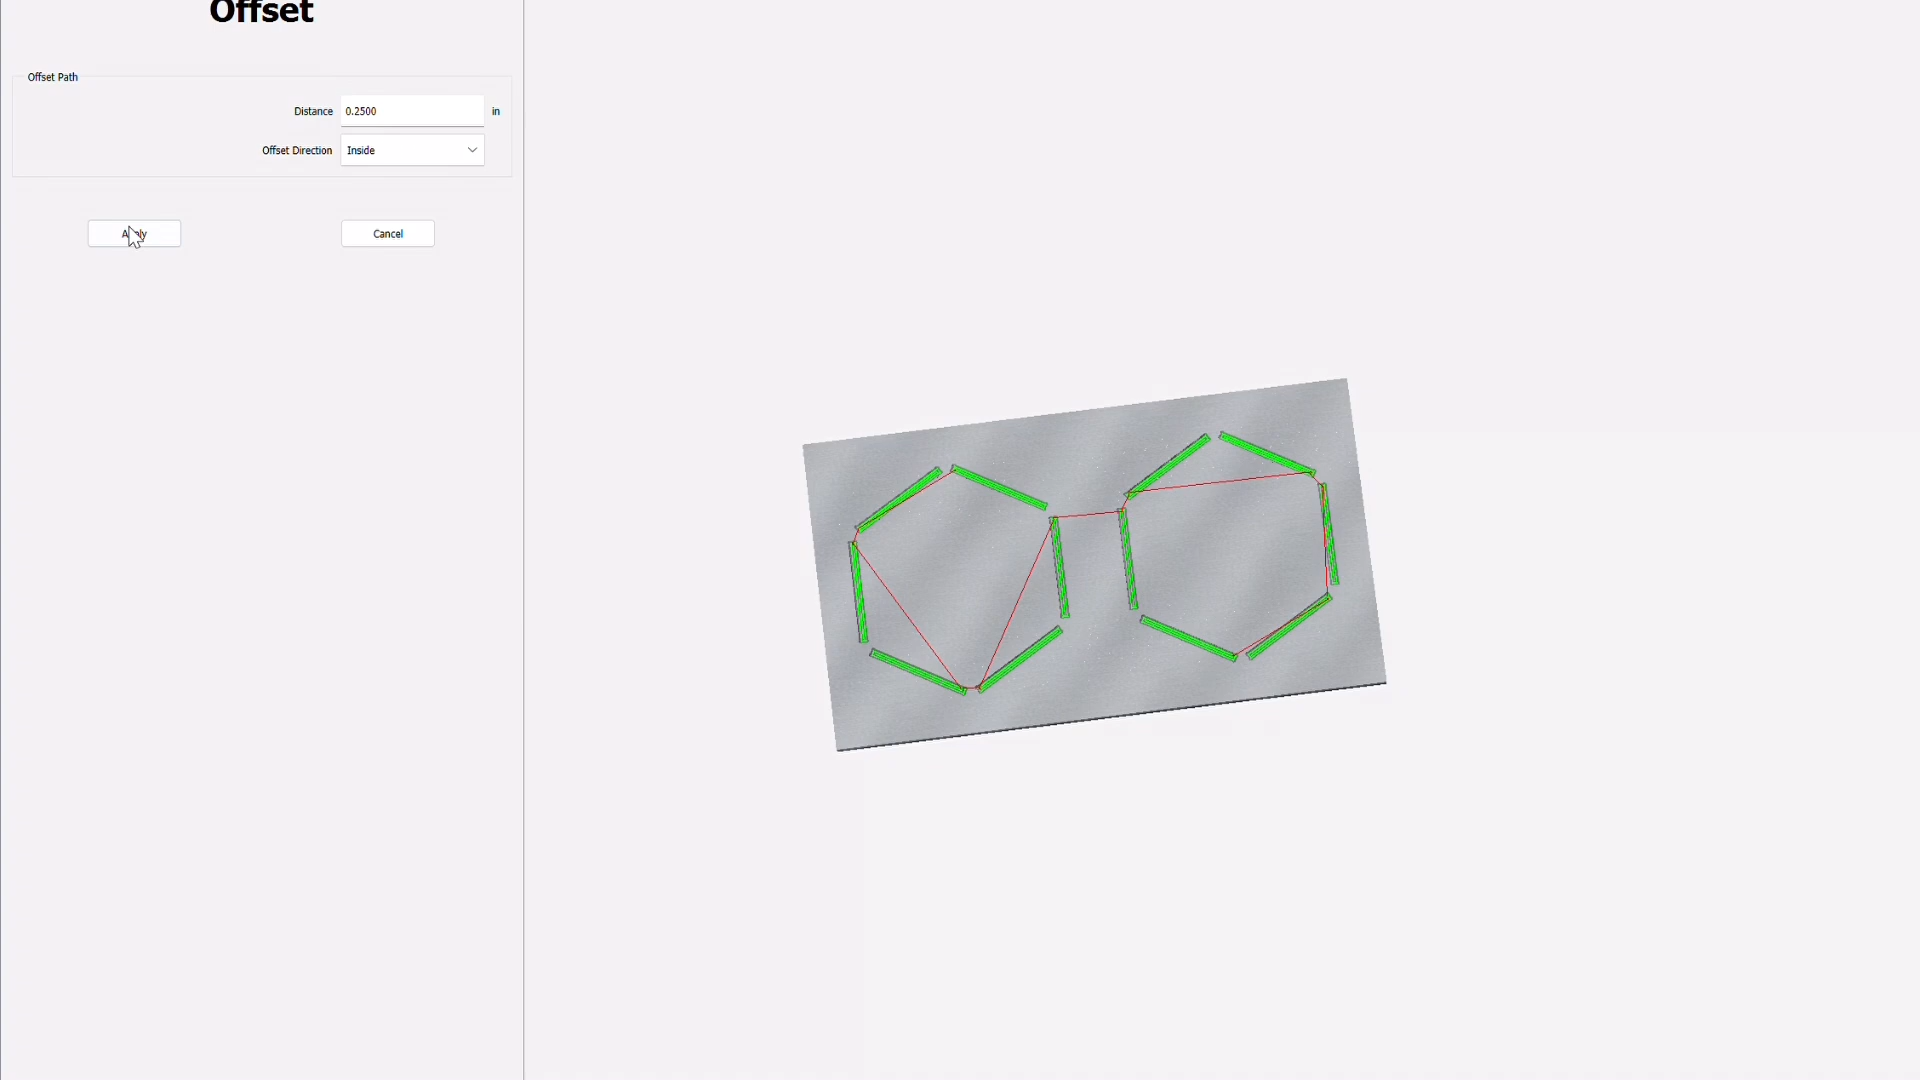 Offset
Offset Path
Distance 0.2500 in
Offset Direction Inside
Cancel